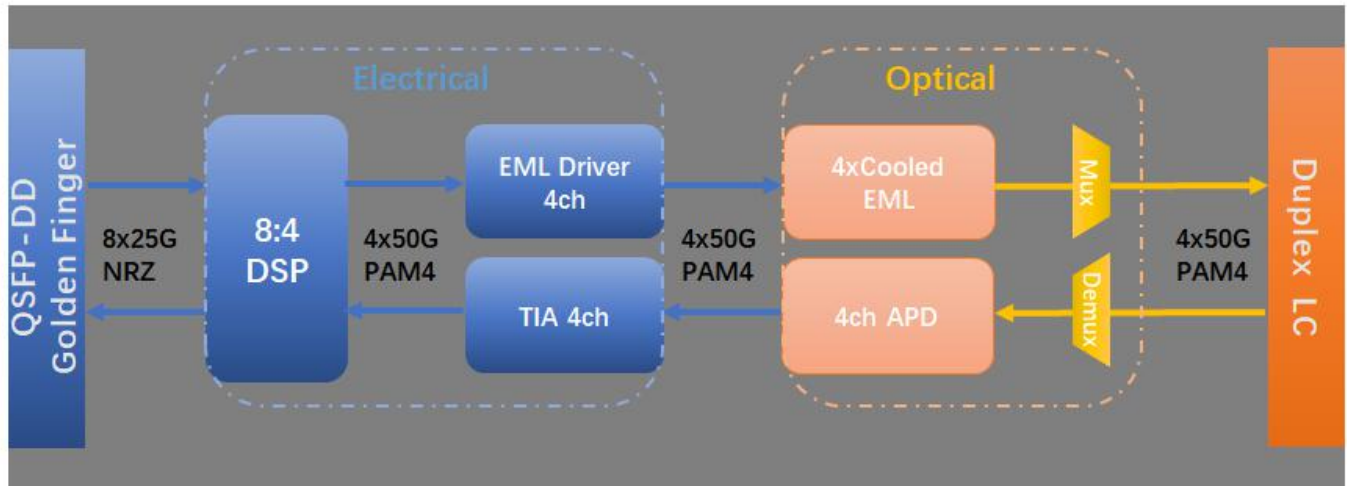 QSFP-DD
Golden Finger
8x25G
NRZ
Electrical
8:4
DSP
4x50G
PAM4
EML Driver
4ch
TIA 4ch
4x50G
PAM4
Optical
4xCooled
EML
4ch APD
Mux
Demux
4x50G
PAM4
Duplex LC